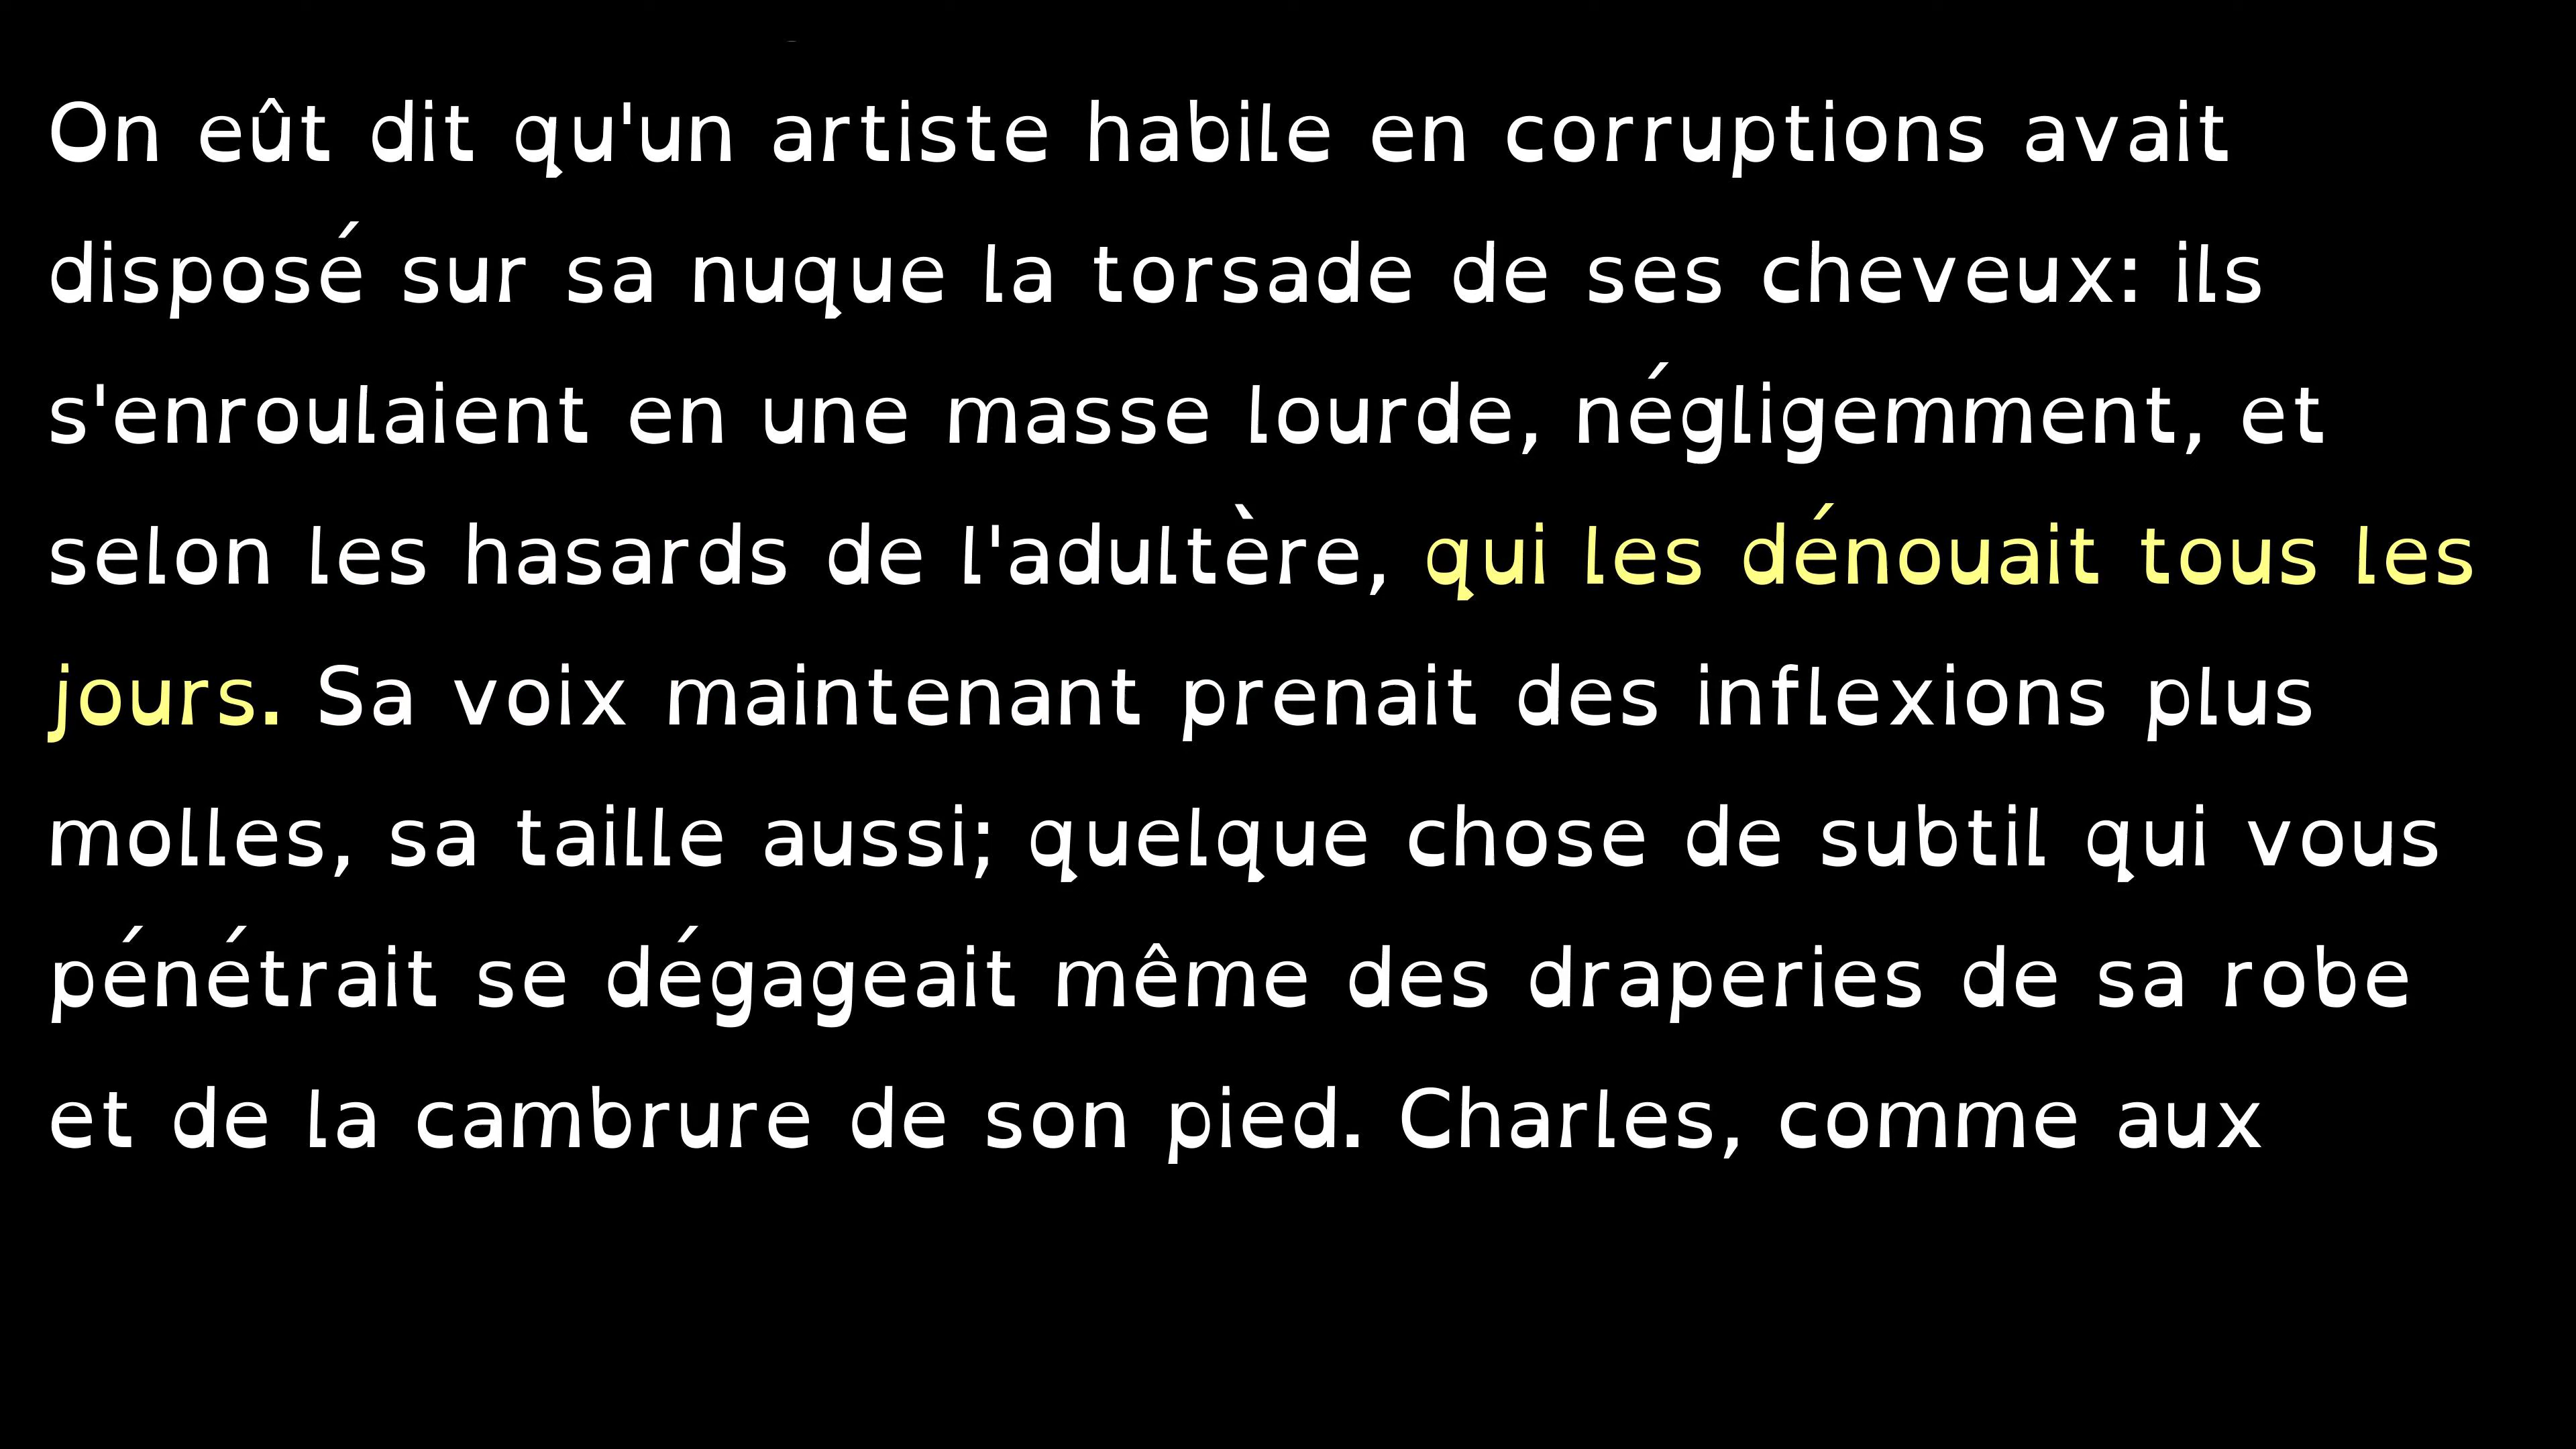 On eût dit qu'un artiste habile en corruptions avait
disposé sur sa nuque la torsade de ses cheveux: ils
s'enroulaient en une masse lourde, négligemment, et
selon les hasards de l'adultère, qui les dénouait tous les
jours. Sa voix maintenant prenait des inflexions plus
molles, sa taille aussi; quelque chose de subtil qui vous
pénétrait se dégageait même des draperies de sa robe
et de la cambrure de son pied. Charles, comme aux